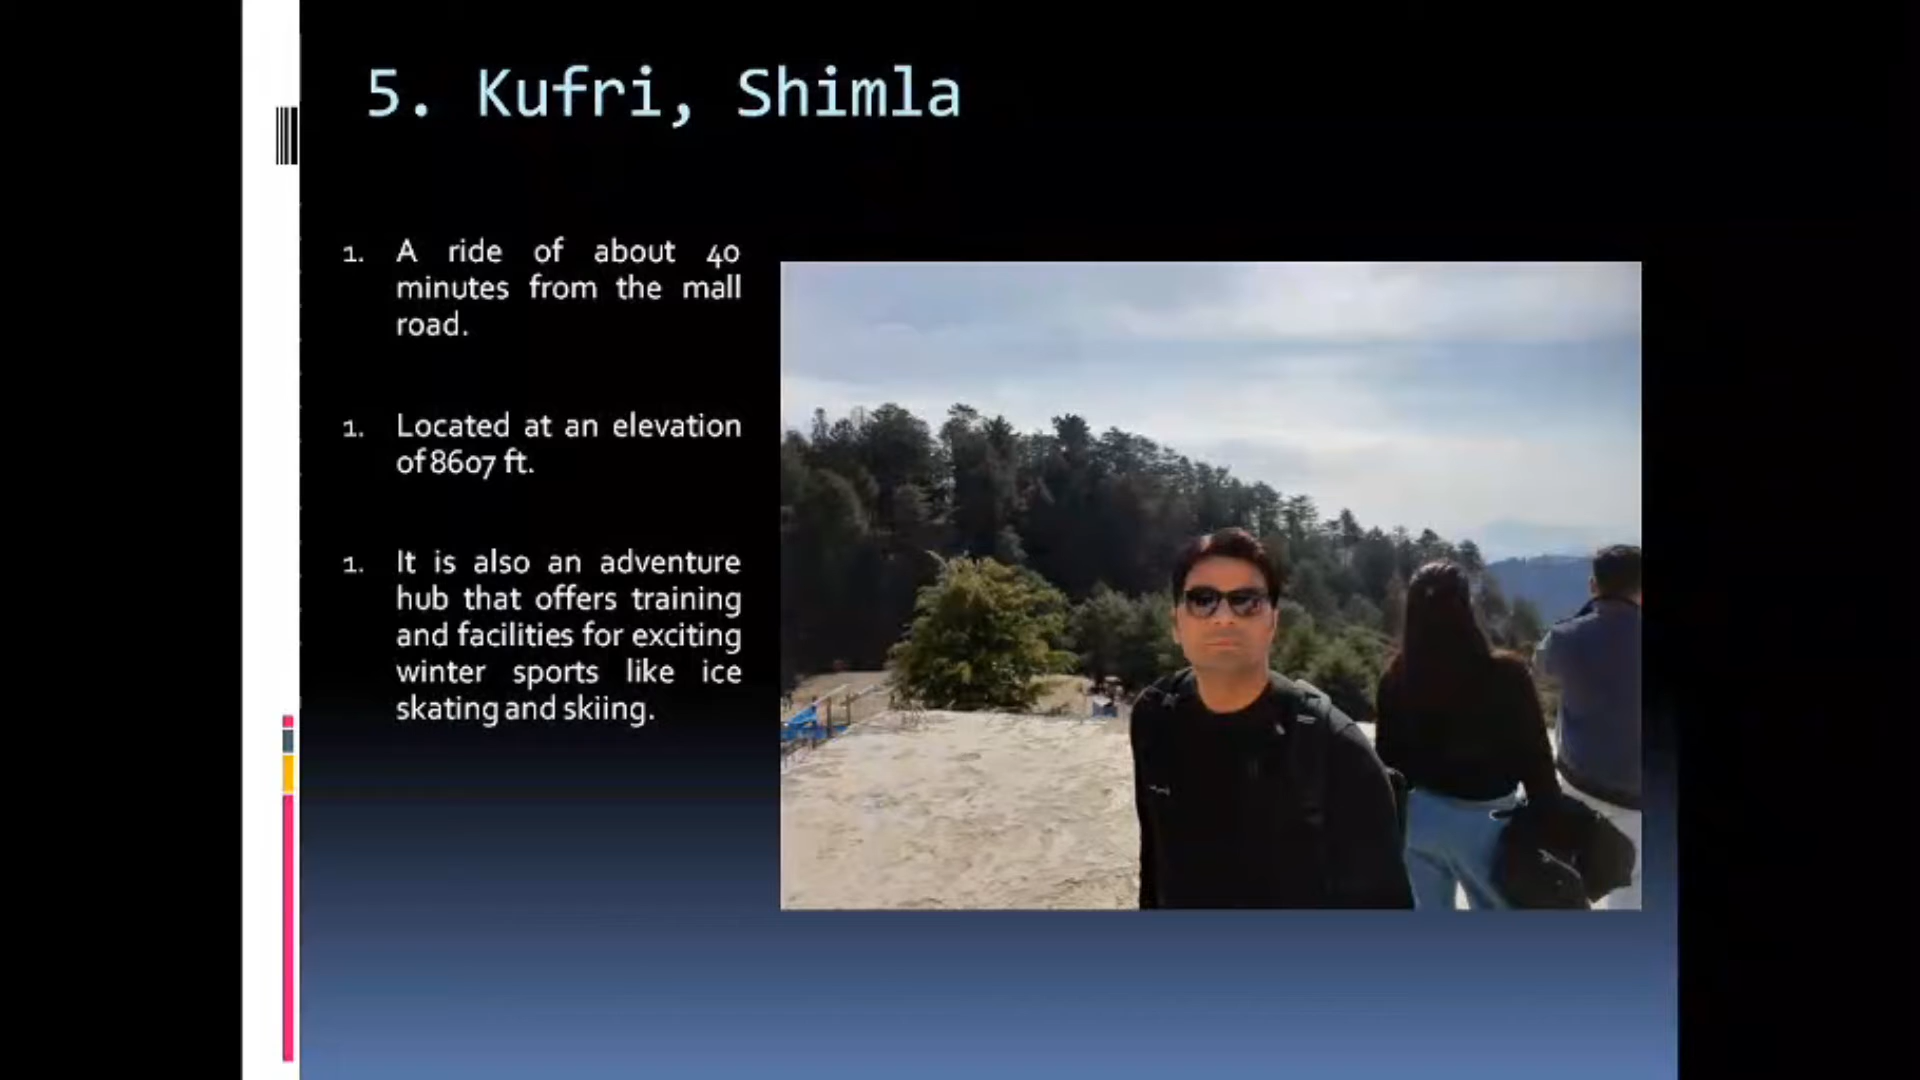 5. Kufri, Shimla
1. A ride of about 40
minutes from the mall
road.
1. Located at an elevation
of 8607 ft.
1. It is also an adventure
hub that offers training
and facilities for exciting
winter sports like ice
skating and skiing.